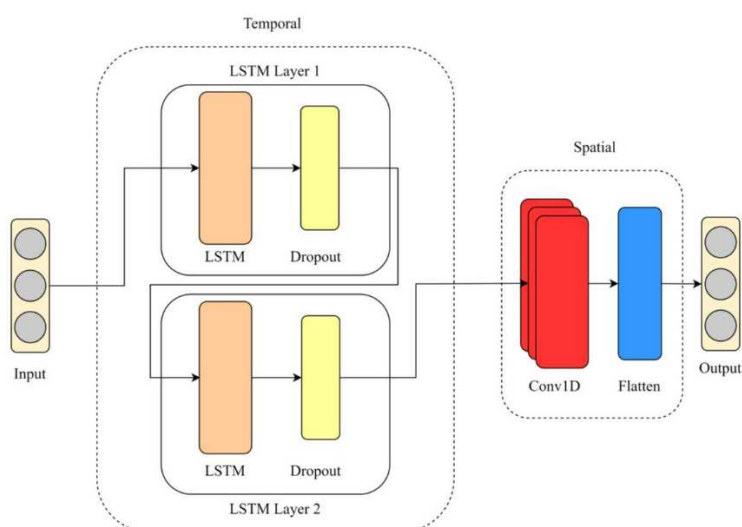 Temporal
LSTM Layer 1
LSTM
Dropout
Input
LSTM
Dropout
LSTM Layer 2
Spatial
Conv1D
Flatten
Output